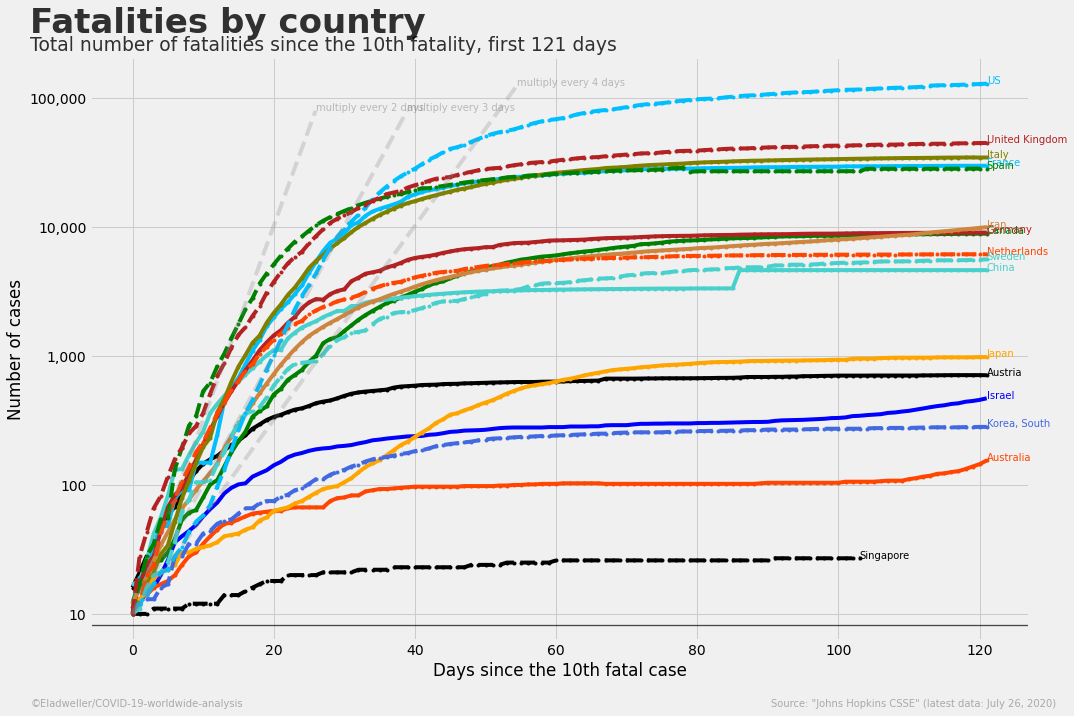 Fatalities by country
Total number of fatalities since the 10th fatality, first 121 days
multiply every 4 days
multiply every 2 days
multiply every 3 days
US
United Kingdom
Italy
France
Spain
Iran
Germany
Canada
Netherlands
Sweden
China
Japan
Austria
Israel
Korea, South
Australia
Singapore
100,000
10,000
1,000
100
10
Number of cases
0 20 40 60 80 100 120
Days since the 10th fatal case
©Eladweller/COVID-19-worldwide-analysis
Source: "Johns Hopkins CSSE" (latest data: July 26, 2020)